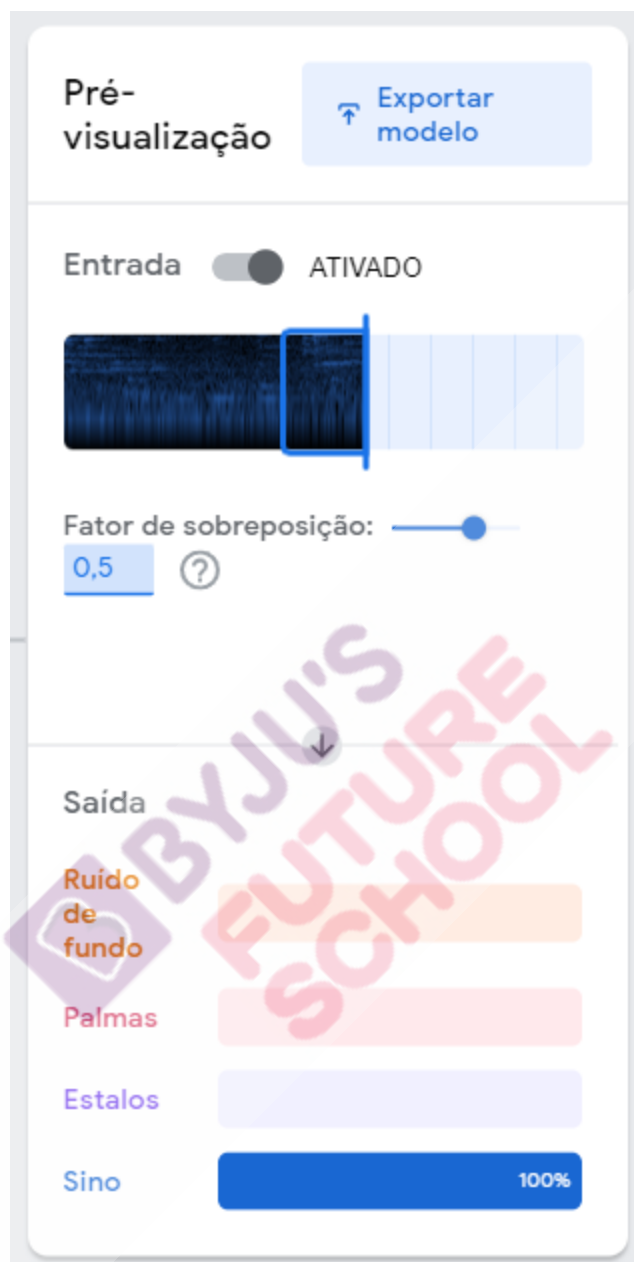 Pré-
visualização
Exportar
modelo
Entrada
ATIVADO
Fator de sobreposição:
0,5
?
Saída
Ruído
de
fundo
Palmas
Estalos
Sino
100%
BYJU'S
FUTURE
SCHOOL